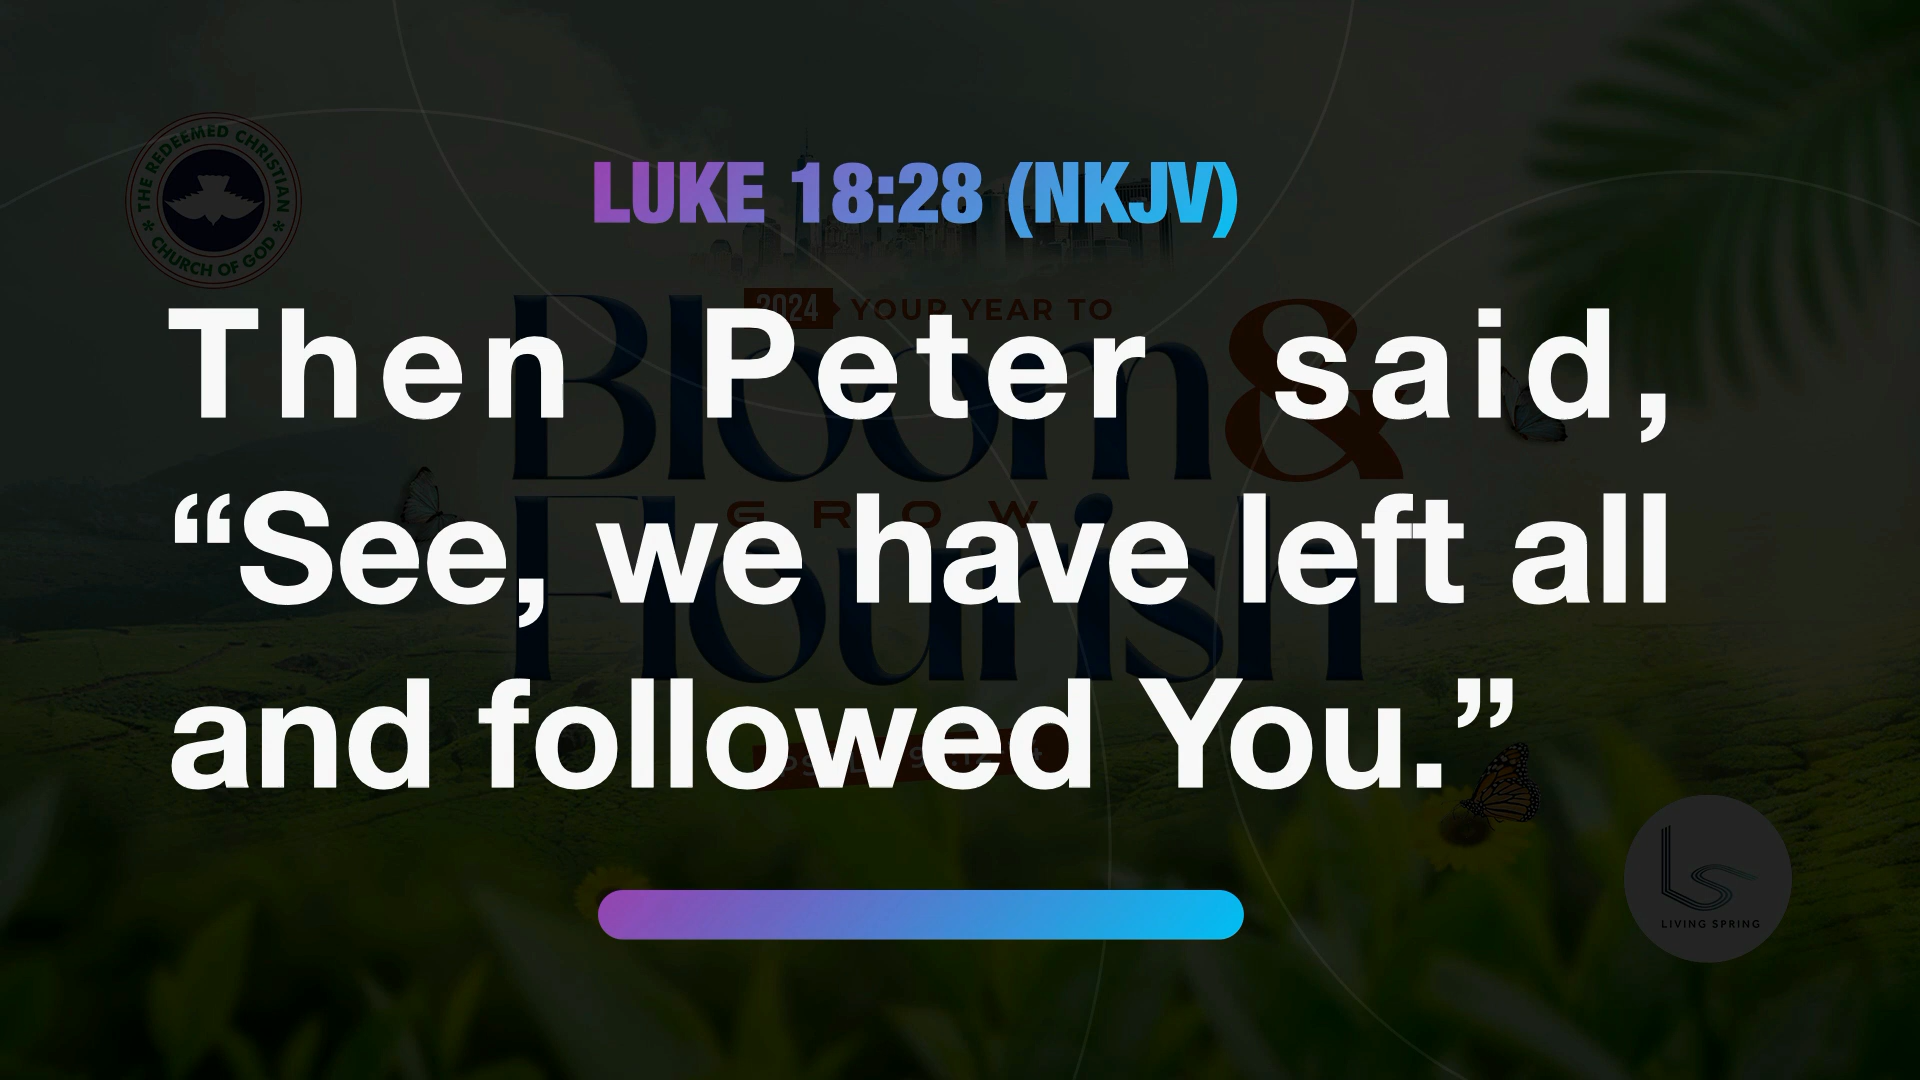 THE REDEEMED CHRISTIAN
CHURCH OF GOD
LUKE 18:28 (NKJV)
2024 YOUR YEAR TO
Bloom &
GROW
Flourish
Then Peter said,
“See, we have left all
and followed You.”
LS
LIVING SPRING